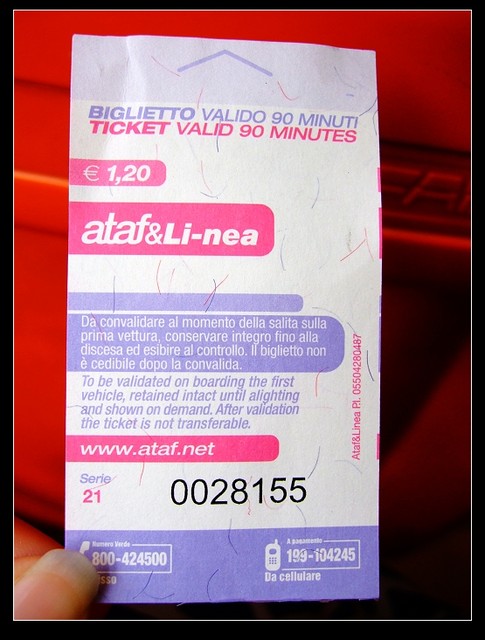 BIGLIETTO VALIDO 90 MINUTI
TICKET VALID 90 MINUTES
€ 1,20
ataf&Li-nea
Da convalidare al momento della salita sulla
prima vettura, conservare integro fino alla
discesa ed esibire al controllo. Il biglietto non
è cedibile dopo la convalida.
To be validated on boarding the first
vehicle, retained intact until alighting
and shown on demand. After validation
the ticket is not transferable.
www.ataf.net
Ataf&Linea P.I. 05504280487
Serie
21
0028155
Numero Verde
800-424500
A pagamento
199-104245
Da cellulare